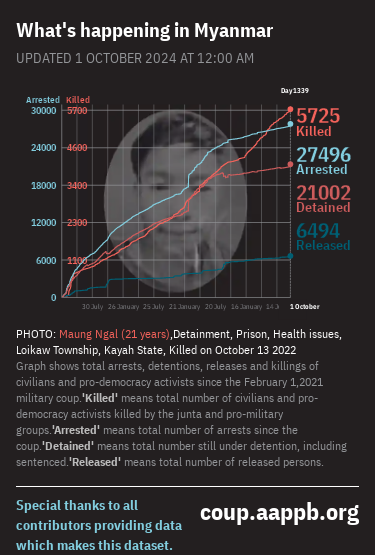 What's happening in Myanmar
UPDATED 1 OCTOBER 2024 AT 12:00 AM
Day1339
Arrested Killed
30000 5700
24000 4600
18000 3400
12000 2300
6000 1100
0
5725
Killed
27496
Arrested
21002
Detained
6494
Released
30 July 26 January 25 July 21 January 20 July 16 January 14 J 1 October
PHOTO: Maung Ngal (21 years),Detainment, Prison, Health issues,
Loikaw Township, Kayah State, Killed on October 13 2022
Graph shows total arrests, detentions, releases and killings of
civilians and pro-democracy activists since the February 1,2021
military coup.'Killed' means total number of civilians and pro-
democracy activists killed by the junta and pro-military
groups.'Arrested' means total number of arrests since the
coup.'Detained' means total number still under detention, including
sentenced.'Released' means total number of released persons.
Special thanks to all
contributors providing data
which makes this dataset.
coup.aappb.org